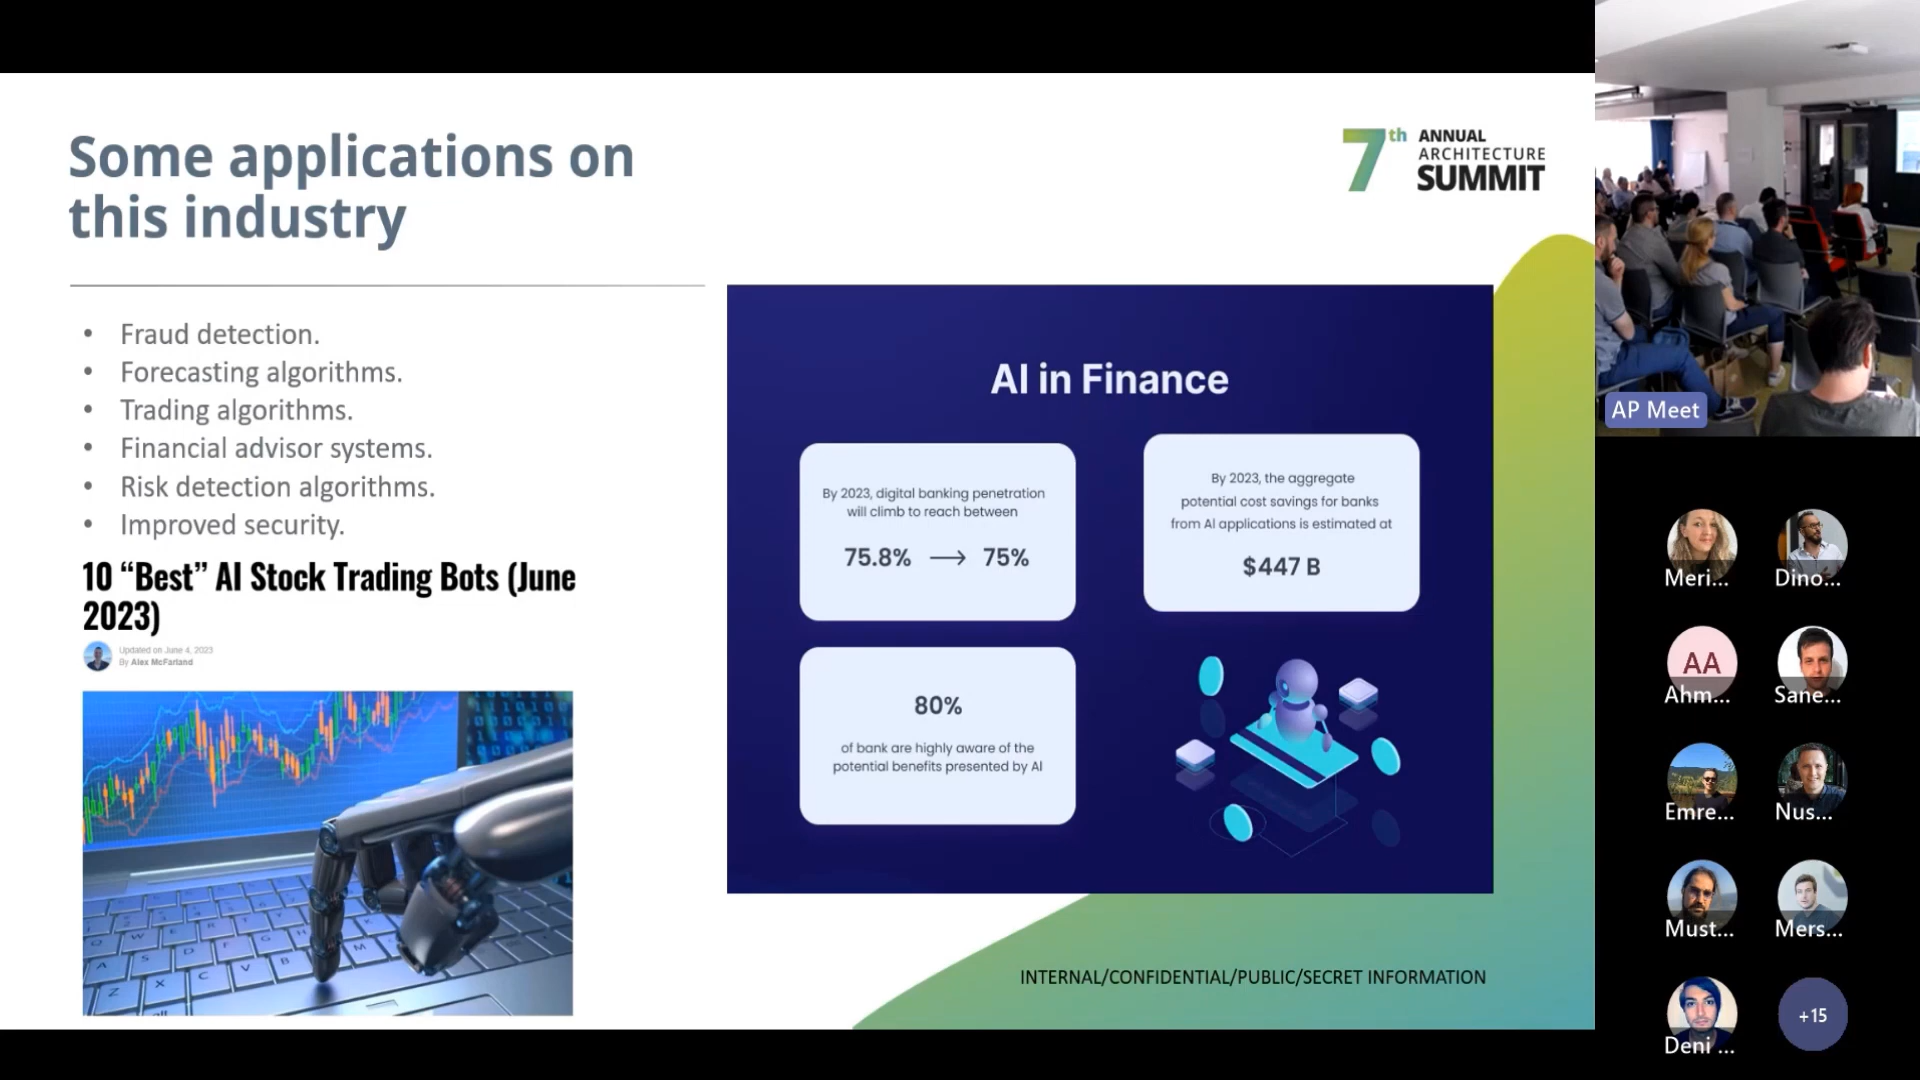 Some applications on
this industry
7th ANNUAL
ARCHITECTURE
SUMMIT
• Fraud detection.
• Forecasting algorithms.
• Trading algorithms.
• Financial advisor systems.
• Risk detection algorithms.
• Improved security.
10 “Best” AI Stock Trading Bots (June
2023)
Updated on June 4, 2023
By Alex McFarland
AI in Finance
By 2023, digital banking penetration
will climb to reach between
75.8% → 75%
By 2023, the aggregate
potential cost savings for banks
from AI applications is estimated at
$447 B
80%
of bank are highly aware of the
potential benefits presented by AI
INTERNAL/CONFIDENTIAL/PUBLIC/SECRET INFORMATION
AP Meet
Meri...
Dino...
AA
Ahm...
Sane...
Emre...
Nus...
Must...
Mers...
Deni ...
+15